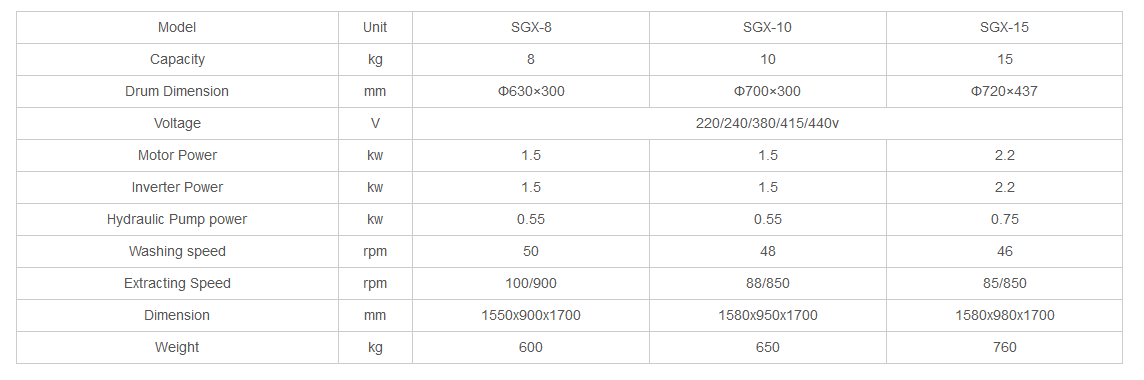 Model Unit SGX-8 SGX-10 SGX-15
Capacity kg 8 10 15
Drum Dimension mm Φ630×300 Φ700×300 Φ720×437
Voltage V 220/240/380/415/440v
Motor Power kw 1.5 1.5 2.2
Inverter Power kw 1.5 1.5 2.2
Hydraulic Pump power kw 0.55 0.55 0.75
Washing speed rpm 50 48 46
Extracting Speed rpm 100/900 88/850 85/850
Dimension mm 1550x900x1700 1580x950x1700 1580x980x1700
Weight kg 600 650 760